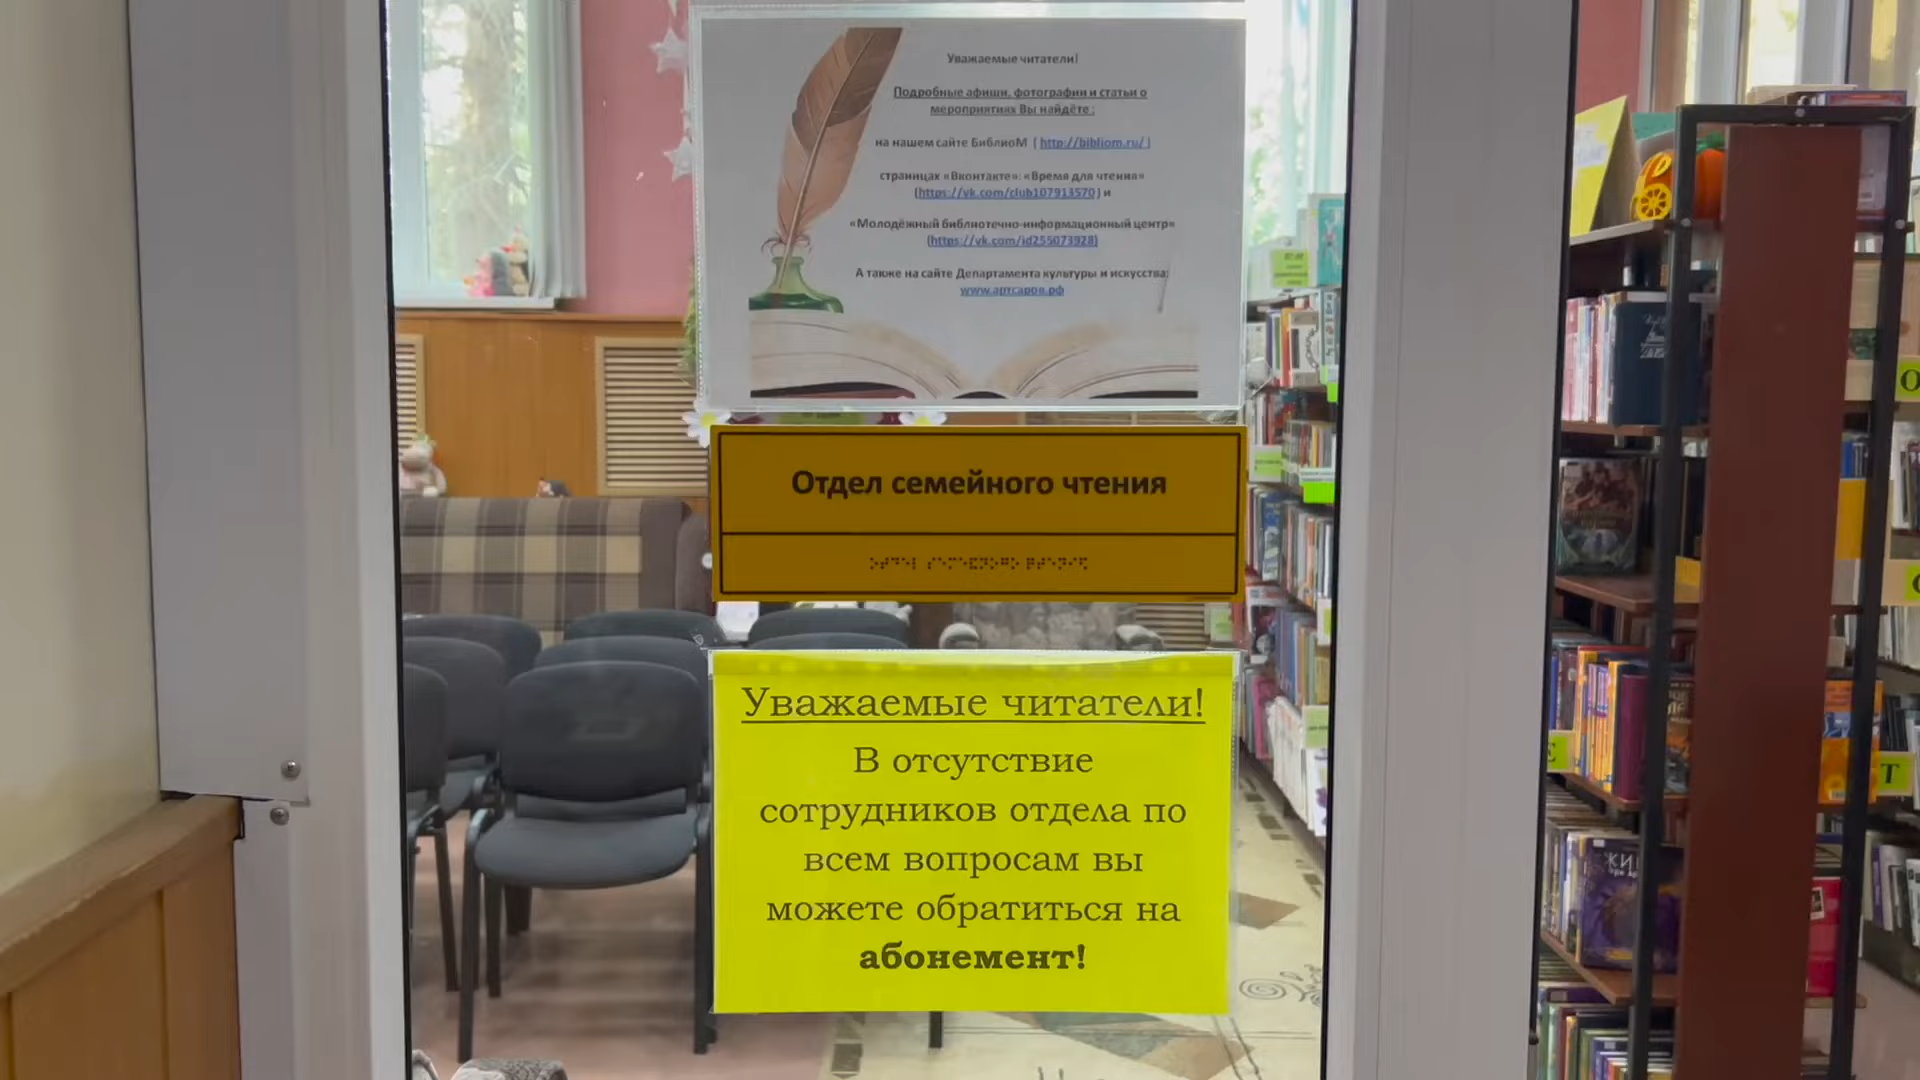 Уважаемые читатели!
Подробные афиши, фотографии и статьи о
мероприятиях Вы найдёте :
на нашем сайте БиблиоМ ( http://bibliom.ru/ )
страницах «Вконтакте»: «Время для чтения»
(https://vk.com/club107913570) и
«Молодёжный библиотечно-информационный центр»
(https://vk.com/id255073928)
А также на сайте Департамента культуры и искусства:
www.артсаров.рф
Отдел семейного чтения
Уважаемые читатели!
В отсутствие
сотрудников отдела по
всем вопросам вы
можете обратиться на
абонемент!
О
Е
Т